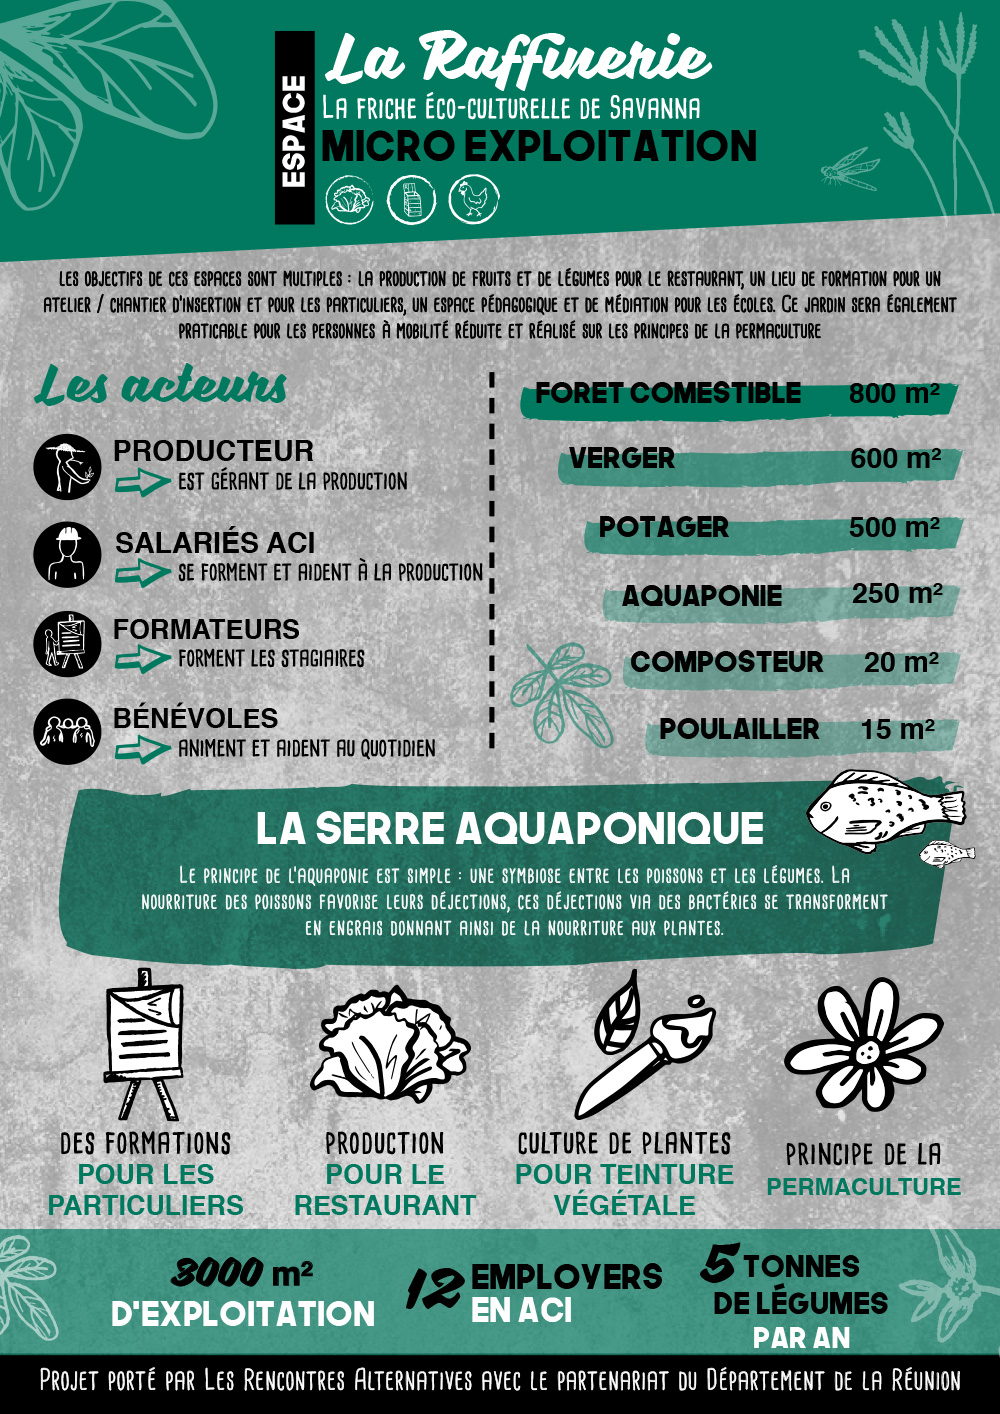 ESPACE
La Raffinerie
La friche éco-culturelle de Savanna
MICRO EXPLOITATION
LES OBJECTIFS DE CES ESPACES SONT MULTIPLES : LA PRODUCTION DE FRUITS ET DE LÉGUMES POUR LE RESTAURANT, UN LIEU DE FORMATION POUR UN
ATELIER / CHANTIER D'INSERTION ET POUR LES PARTICULIERS, UN ESPACE PÉDAGOGIQUE ET DE MÉDIATION POUR LES ÉCOLES. CE JARDIN SERA ÉGALEMENT
PRATICABLE POUR LES PERSONNES À MOBILITÉ RÉDUITE ET RÉALISÉ SUR LES PRINCIPES DE LA PERMACULTURE
Les acteurs
PRODUCTEUR
EST GÉRANT DE LA PRODUCTION
SALARIÉS ACI
SE FORMENT ET AIDENT À LA PRODUCTION
FORMATEURS
FORMENT LES STAGIAIRES
BÉNÉVOLES
ANIMENT ET AIDENT AU QUOTIDIEN
FORET COMESTIBLE 800 m²
VERGER 600 m²
POTAGER 500 m²
AQUAPONIE 250 m²
COMPOSTEUR 20 m²
POULAILLER 15 m²
LA SERRE AQUAPONIQUE
LE PRINCIPE DE L'AQUAPONIE EST SIMPLE : UNE SYMBIOSE ENTRE LES POISSONS ET LES LÉGUMES. LA
NOURRITURE DES POISSONS FAVORISE LEURS DÉJECTIONS, CES DÉJECTIONS VIA DES BACTÉRIES SE TRANSFORMENT
EN ENGRAIS DONNANT AINSI DE LA NOURRITURE AUX PLANTES.
DES FORMATIONS
POUR LES
PARTICULIERS
PRODUCTION
POUR LE
RESTAURANT
CULTURE DE PLANTES
POUR TEINTURE
VÉGÉTALE
PRINCIPE DE LA
PERMACULTURE
3000 m²
D'EXPLOITATION
12 EMPLOYERS
EN ACI
5 TONNES
DE LÉGUMES
PAR AN
PROJET PORTÉ PAR LES RENCONTRES ALTERNATIVES AVEC LE PARTENARIAT DU DÉPARTEMENT DE LA RÉUNION